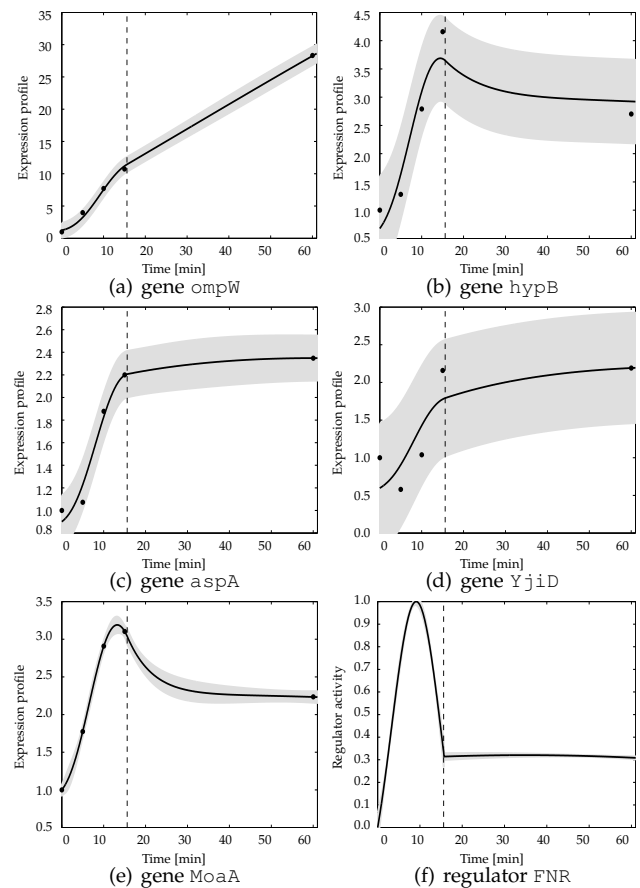 35
30
25
20
15
10
5
0
Expression profile
0 10 20 30 40 50 60
Time [min]
(a) gene ompW
4.5
4.0
3.5
3.0
2.5
2.0
1.5
1.0
0.5
Expression profile
0 10 20 30 40 50 60
Time [min]
(b) gene hypB
2.8
2.6
2.4
2.2
2.0
1.8
1.6
1.4
1.2
1.0
0.8
Expression profile
0 10 20 30 40 50 60
Time [min]
(c) gene aspA
3.0
2.5
2.0
1.5
1.0
0.5
0.0
Expression profile
0 10 20 30 40 50 60
Time [min]
(d) gene YjiD
3.5
3.0
2.5
2.0
1.5
1.0
0.5
Expression profile
0 10 20 30 40 50 60
Time [min]
(e) gene MoaA
1.0
0.9
0.8
0.7
0.6
0.5
0.4
0.3
0.2
0.1
0.0
Regulator activity
0 10 20 30 40 50 60
Time [min]
(f) regulator FNR